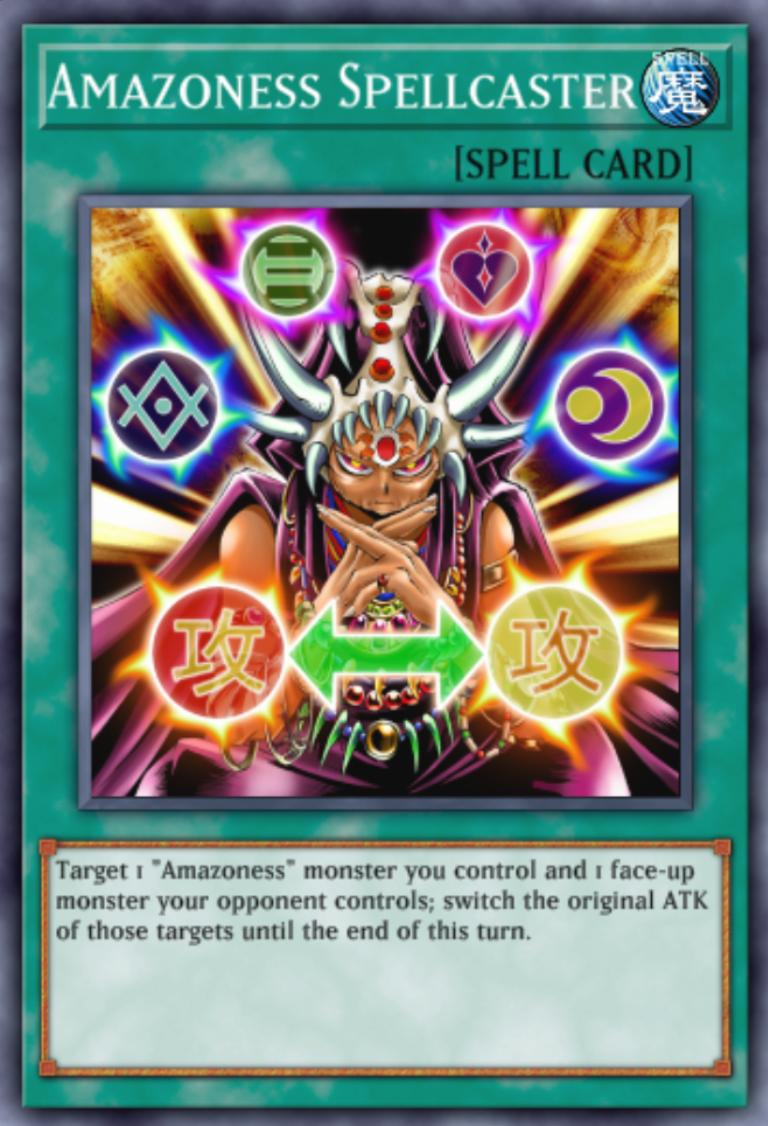 AMAZONESS SPELLCASTER
SPELL
魔
[SPELL CARD]
攻 攻
Target 1 "Amazoness" monster you control and 1 face-up
monster your opponent controls; switch the original ATK
of those targets until the end of this turn.